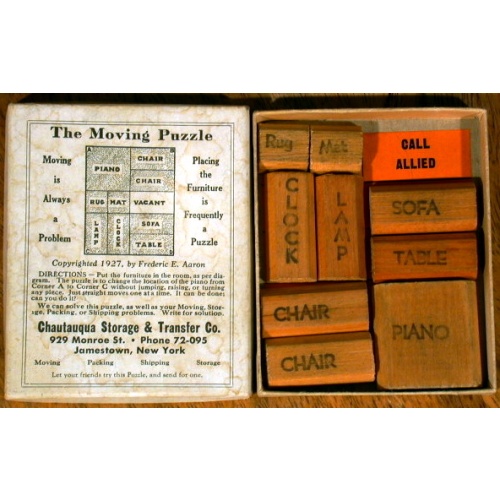 The Moving Puzzle
Moving
is
Always
a
Problem
A
B
PIANO
CHAIR
CHAIR
RUG MAT VACANT
LAMP
CLOCK
SOFA
TABLE
Placing
the
Furniture
is
Frequently
a
Puzzle
Copyrighted 1927, by Frederic E. Aaron
DIRECTIONS — Put the furniture in the room, as per dia-
gram. The puzzle is to change the location of the piano from
Corner A to Corner C without jumping, raising, or turning
any piece. Just straight moves one at a time. It can be done;
can you do it?
We can solve this puzzle, as well as your Moving, Stor-
age, Packing, or Shipping problems. Write for solution.
Chautauqua Storage & Transfer Co.
929 Monroe St. • Phone 72-095
Jamestown, New York
Moving Packing Shipping Storage
Let your friends try this Puzzle, and send for one.
Rug
Mat
CALL
ALLIED
CLOCK
LAMP
SOFA
TABLE
CHAIR
CHAIR
PIANO